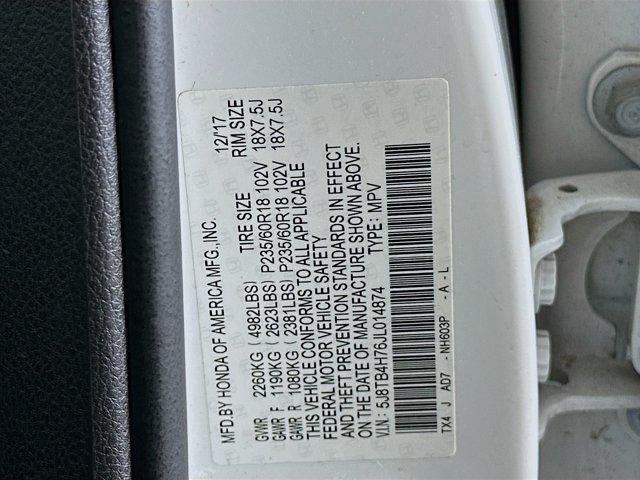 MFD.BY HONDA OF AMERICA MFG.,INC. 12/17
TIRE SIZE RIM SIZE
GVWR 2260KG (4982LBS)
GAWR F 1190KG (2623LBS) P235/60R18 102V 18X7.5J
GAWR R 1080KG (2381LBS) P235/60R18 102V 18X7.5J
THIS VEHICLE CONFORMS TO ALL APPLICABLE
FEDERAL MOTOR VEHICLE SAFETY
AND THEFT PREVENTION STANDARDS IN EFFECT
ON THE DATE OF MANUFACTURE SHOWN ABOVE.
V.I.N.: 5J8TB4H76JL014874 TYPE: MPV
TX4 J AD7 -NH603P -A -L